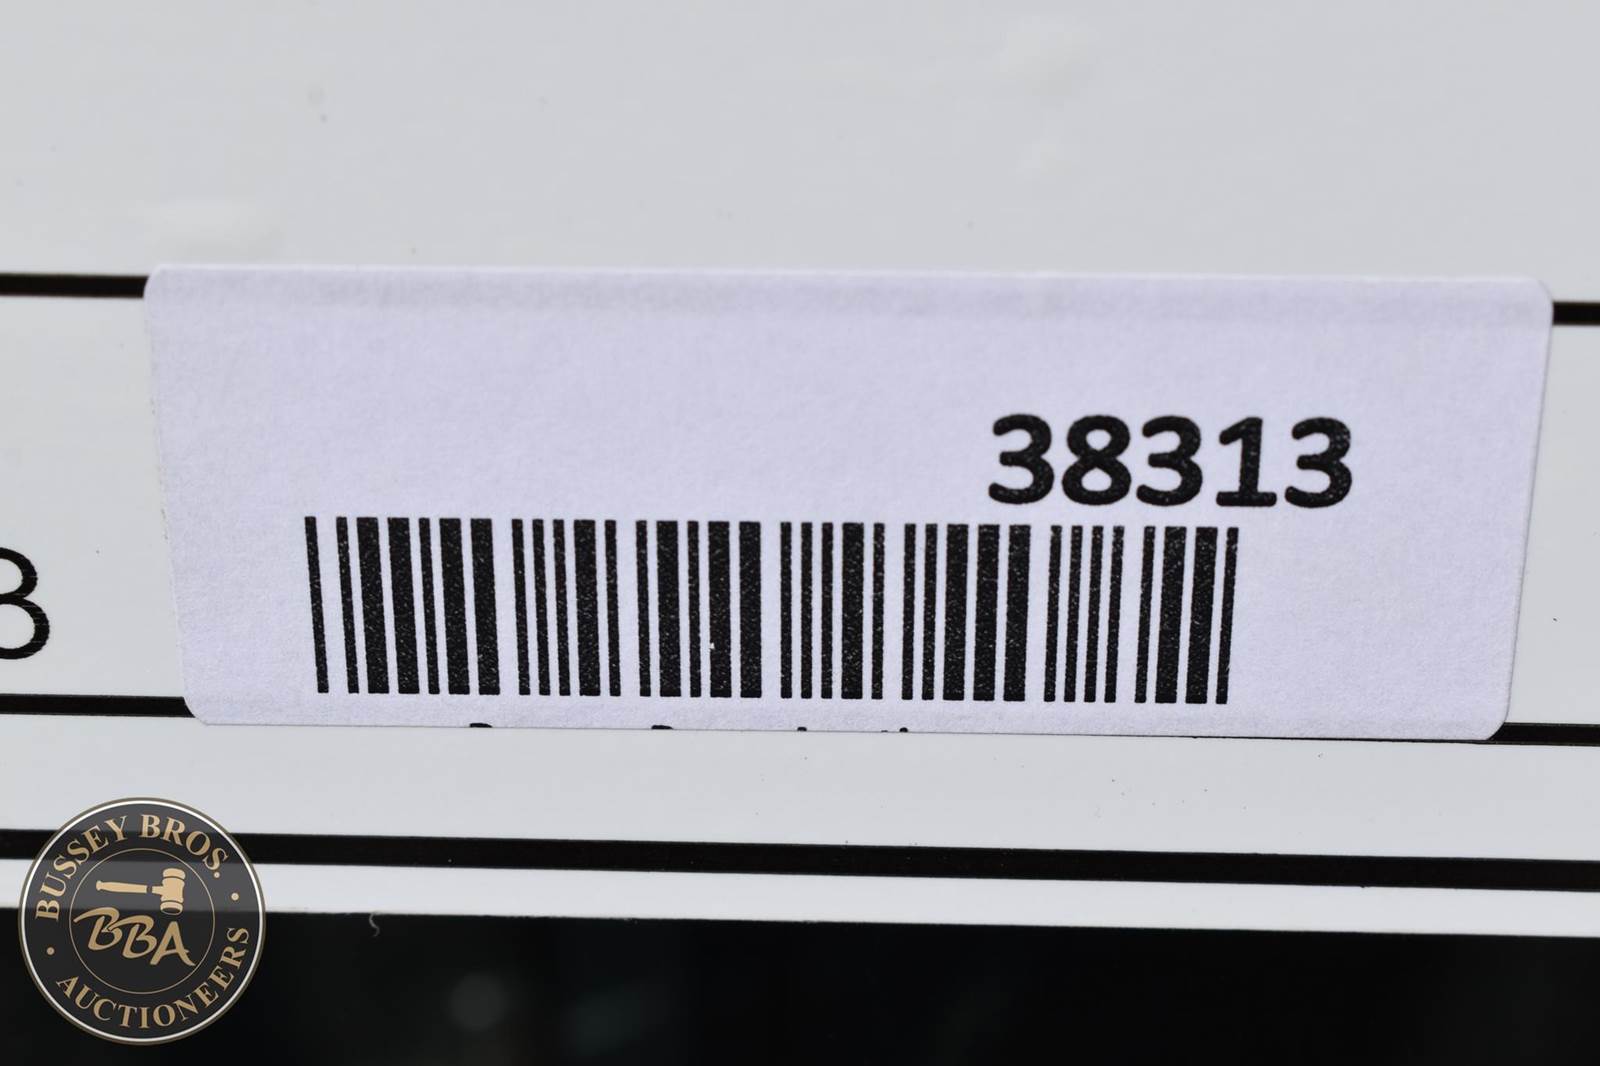 38313
8
BUSSEY BROS.
BBA
AUCTIONEERS